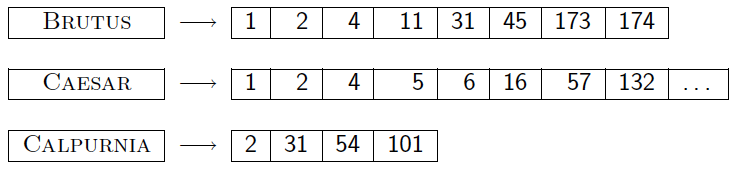 BRUTUS ⟶ 1 2 4 11 31 45 173 174
CAESAR ⟶ 1 2 4 5 6 16 57 132 ...
CALPURNIA ⟶ 2 31 54 101